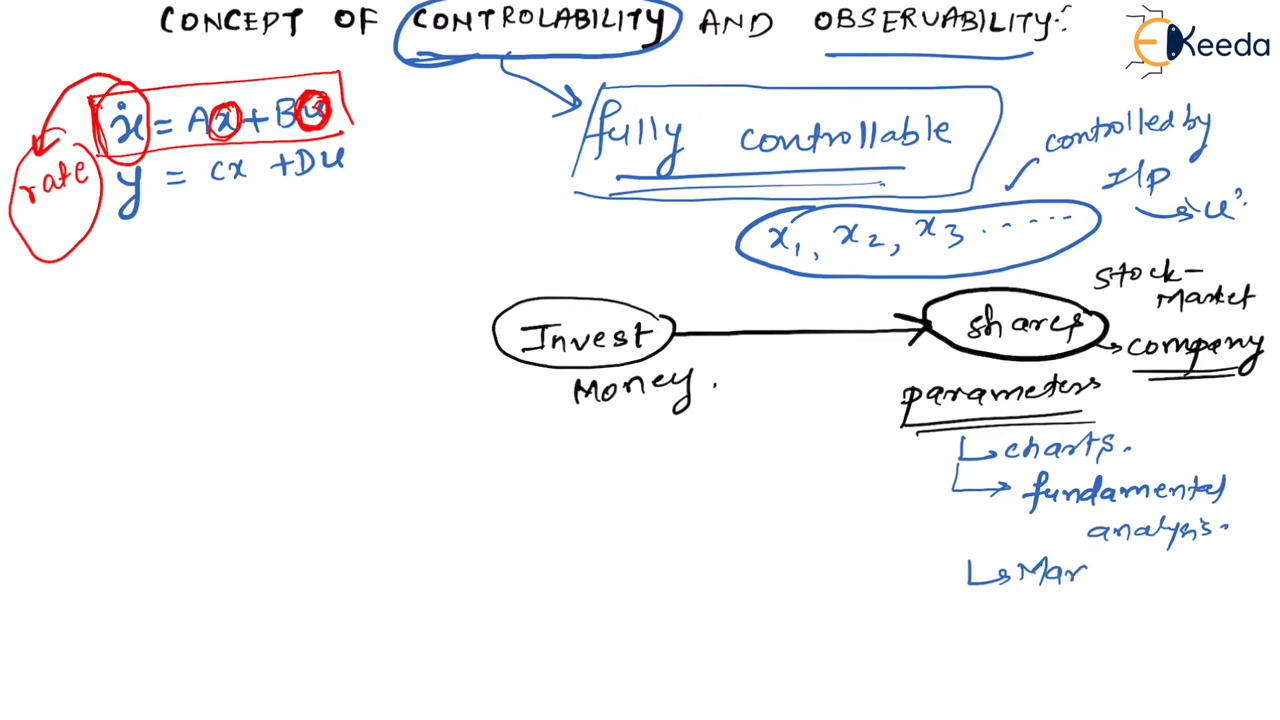 CONCEPT OF CONTROLABILITY AND OBSERVABILITY:
EKeeda
ẋ = Ax + Bu
y = cx + Du
rate
fully controllable
controlled by
I/p
→ u
x1, x2, x3 ......
Invest
Money.
shares
Stock-
Market
→ company
parameters
↳ charts.
→ fundamental
analysis.
↳ Mar